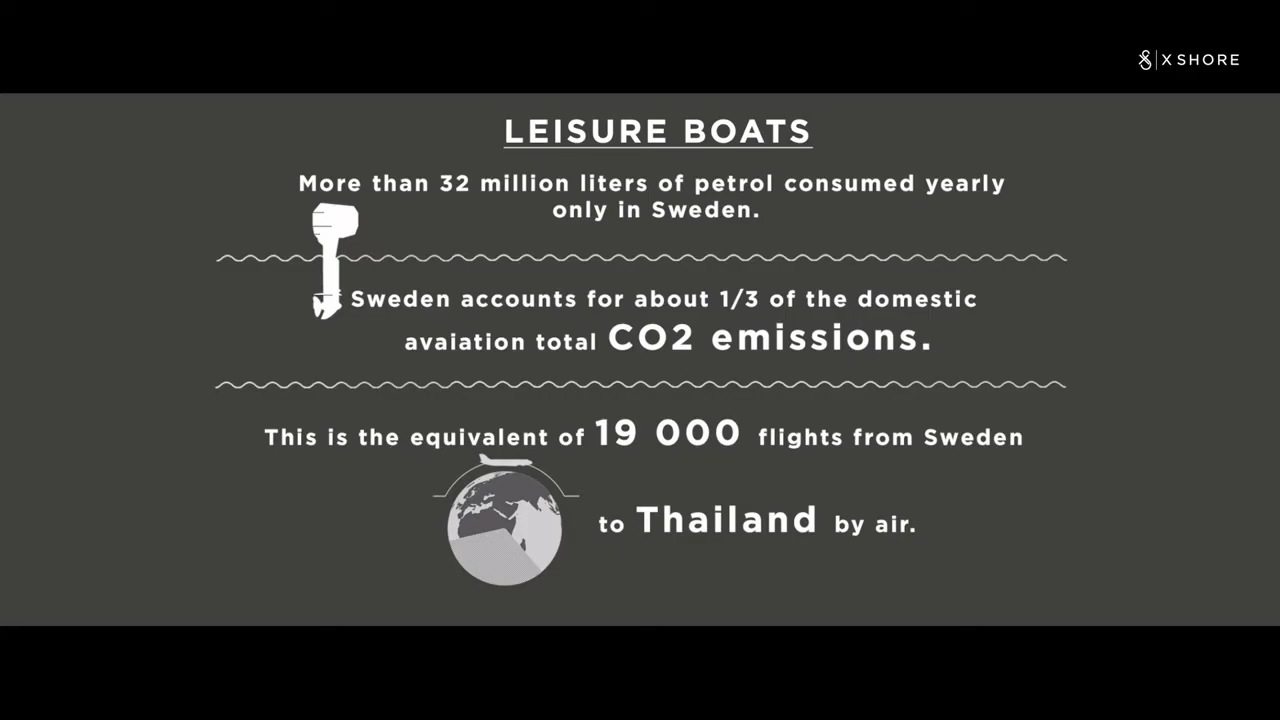 X SHORE
LEISURE BOATS
More than 32 million liters of petrol consumed yearly
only in Sweden.
Sweden accounts for about 1/3 of the domestic
avaiation total CO2 emissions.
This is the equivalent of 19 000 flights from Sweden
to Thailand by air.